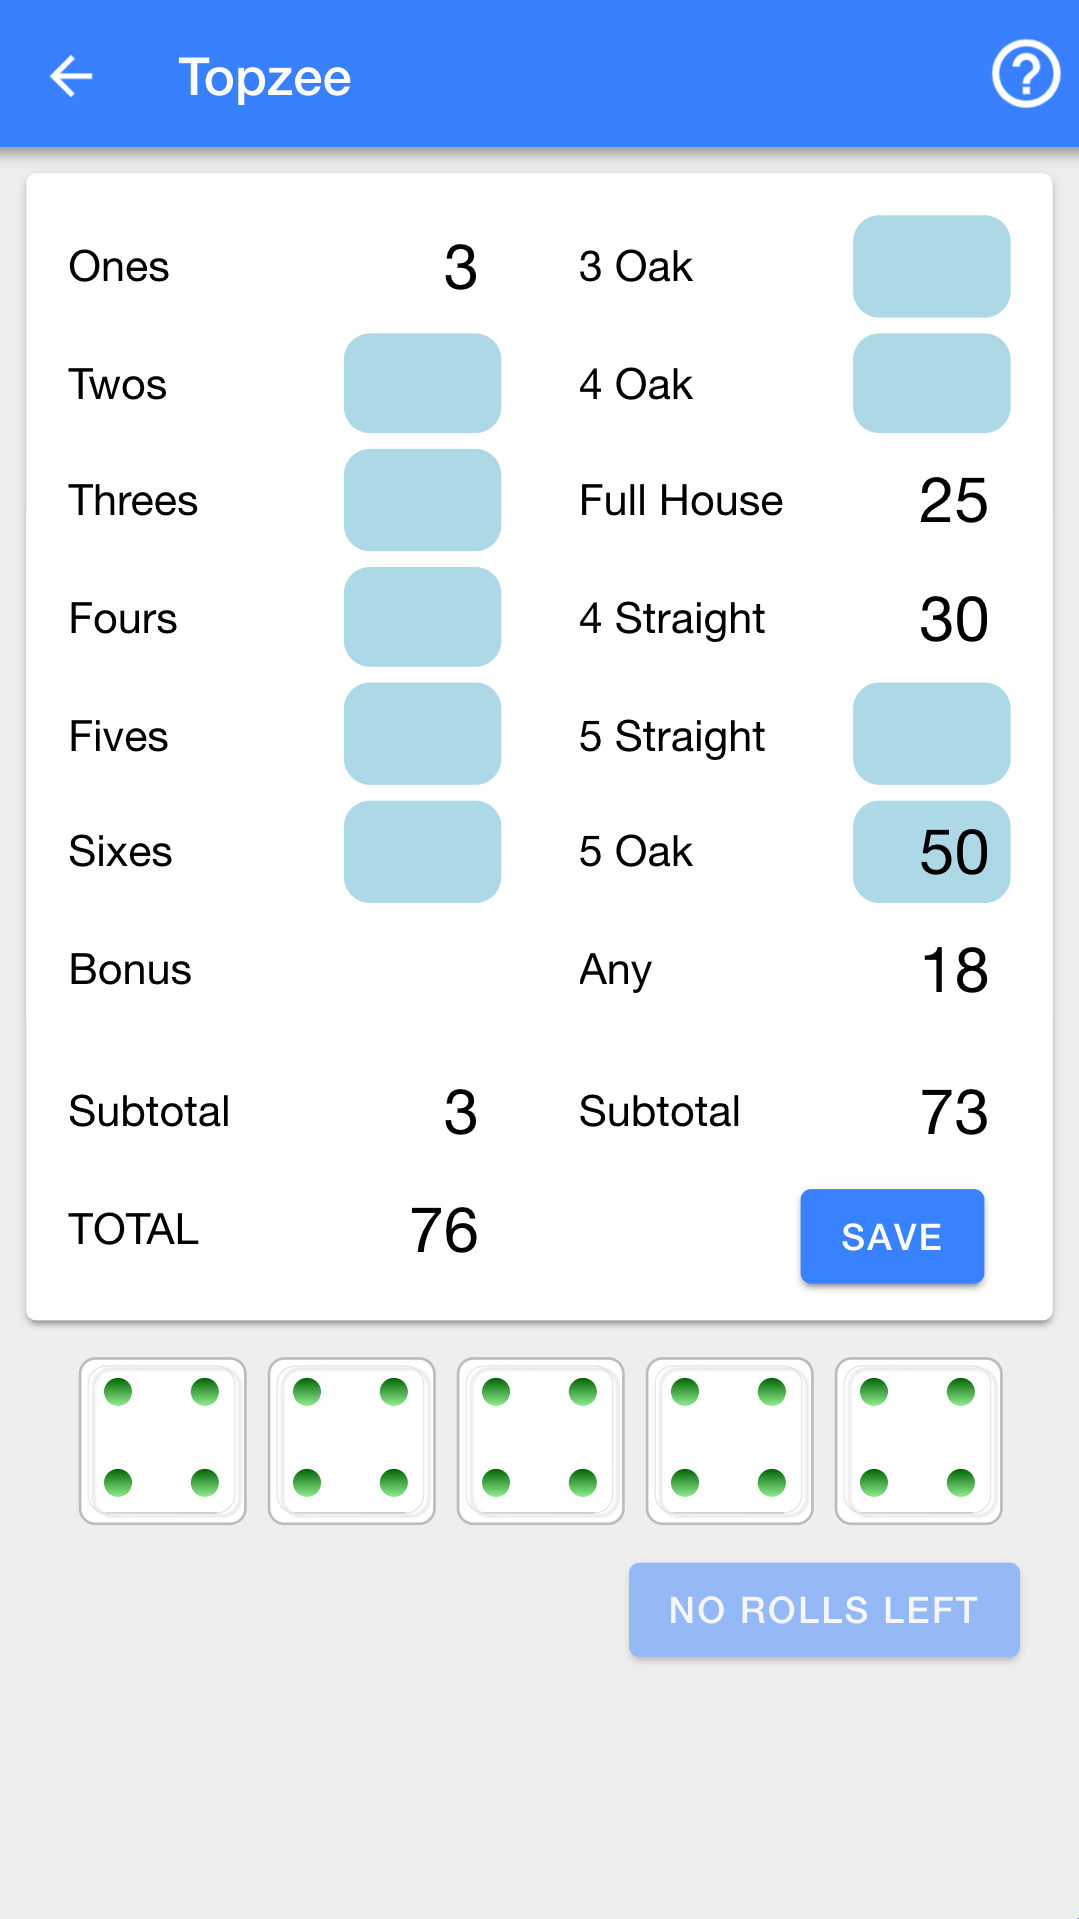 Topzee
Ones 3 3 Oak
Twos 4 Oak
Threes Full House 25
Fours 4 Straight 30
Fives 5 Straight
Sixes 5 Oak 50
Bonus Any 18
Subtotal 3 Subtotal 73
TOTAL 76 SAVE
NO ROLLS LEFT